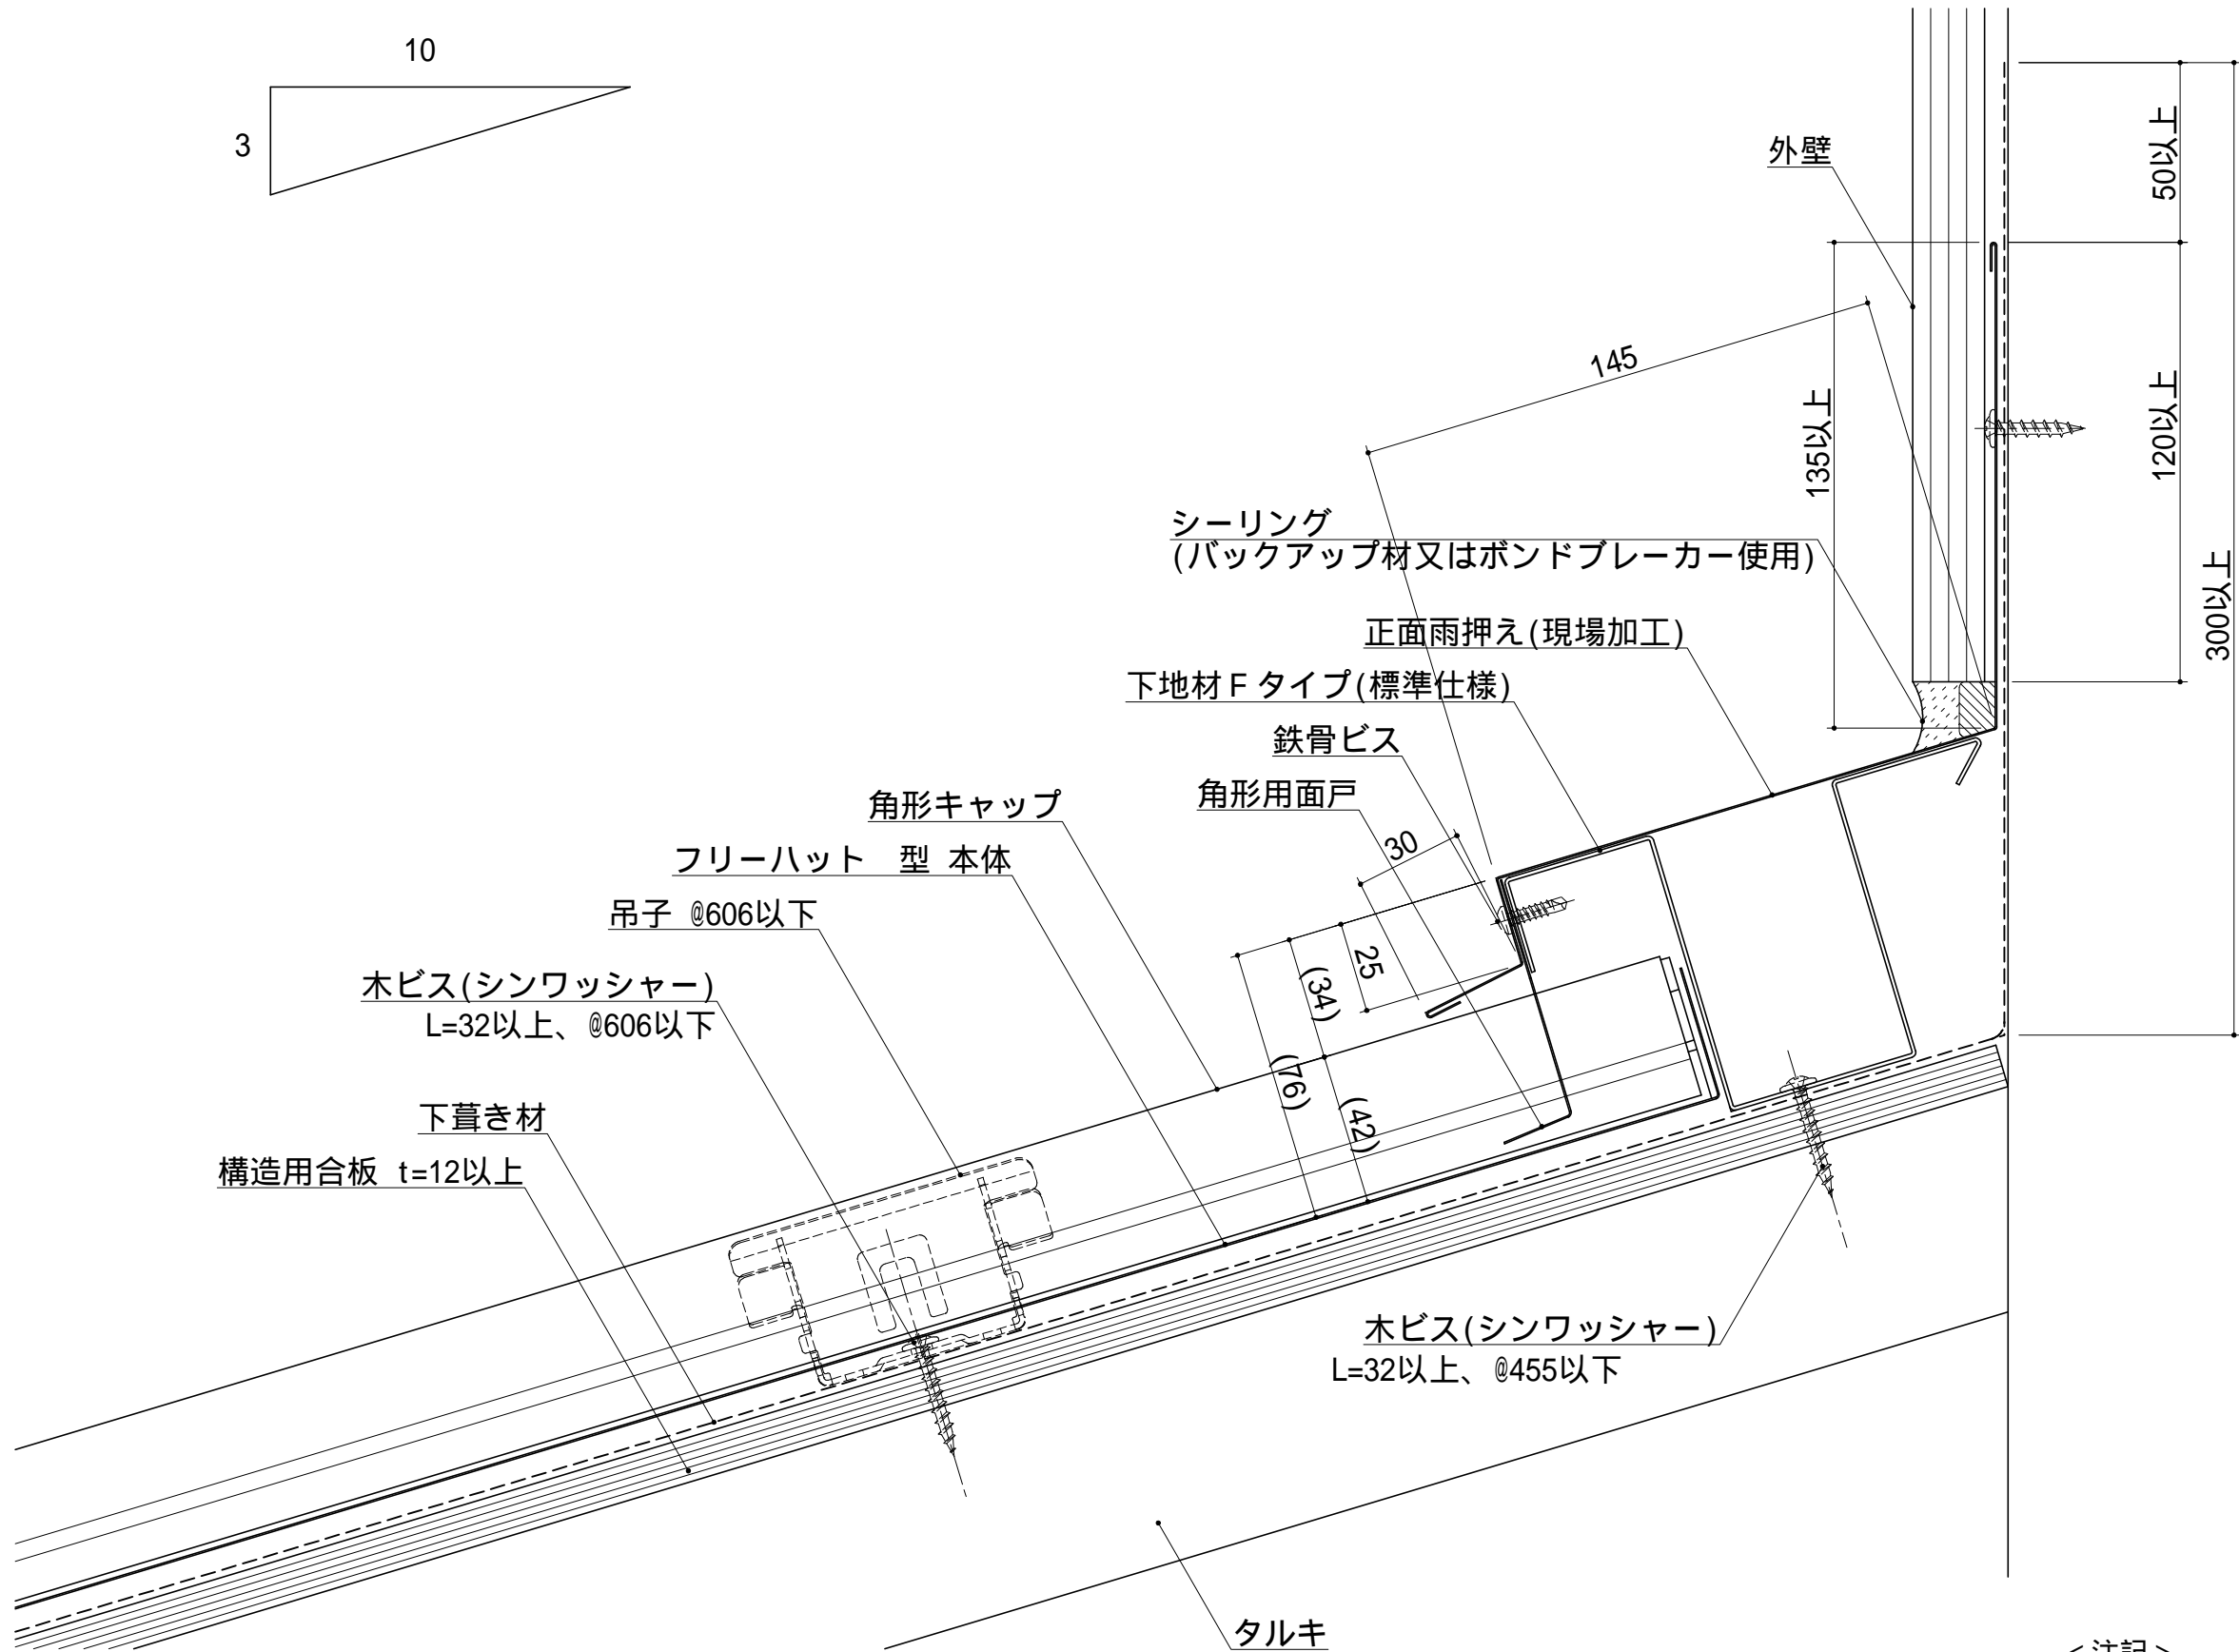 10
3
外壁
50以上
145
135以上
120以上
300以上
シーリング
(バックアップ材又はボンドブレーカー使用)
正面雨押え(現場加工)
下地材Fタイプ(標準仕様)
鉄骨ビス
角形用面戸
角形キャップ
30
フリーハット　型 本体
吊子 @606以下
25
(34)
(76)
(42)
木ビス(シンワッシャー)
L=32以上、@606以下
下葺き材
構造用合板 t=12以上
木ビス(シンワッシャー)
L=32以上、@455以下
タルキ
<注記>